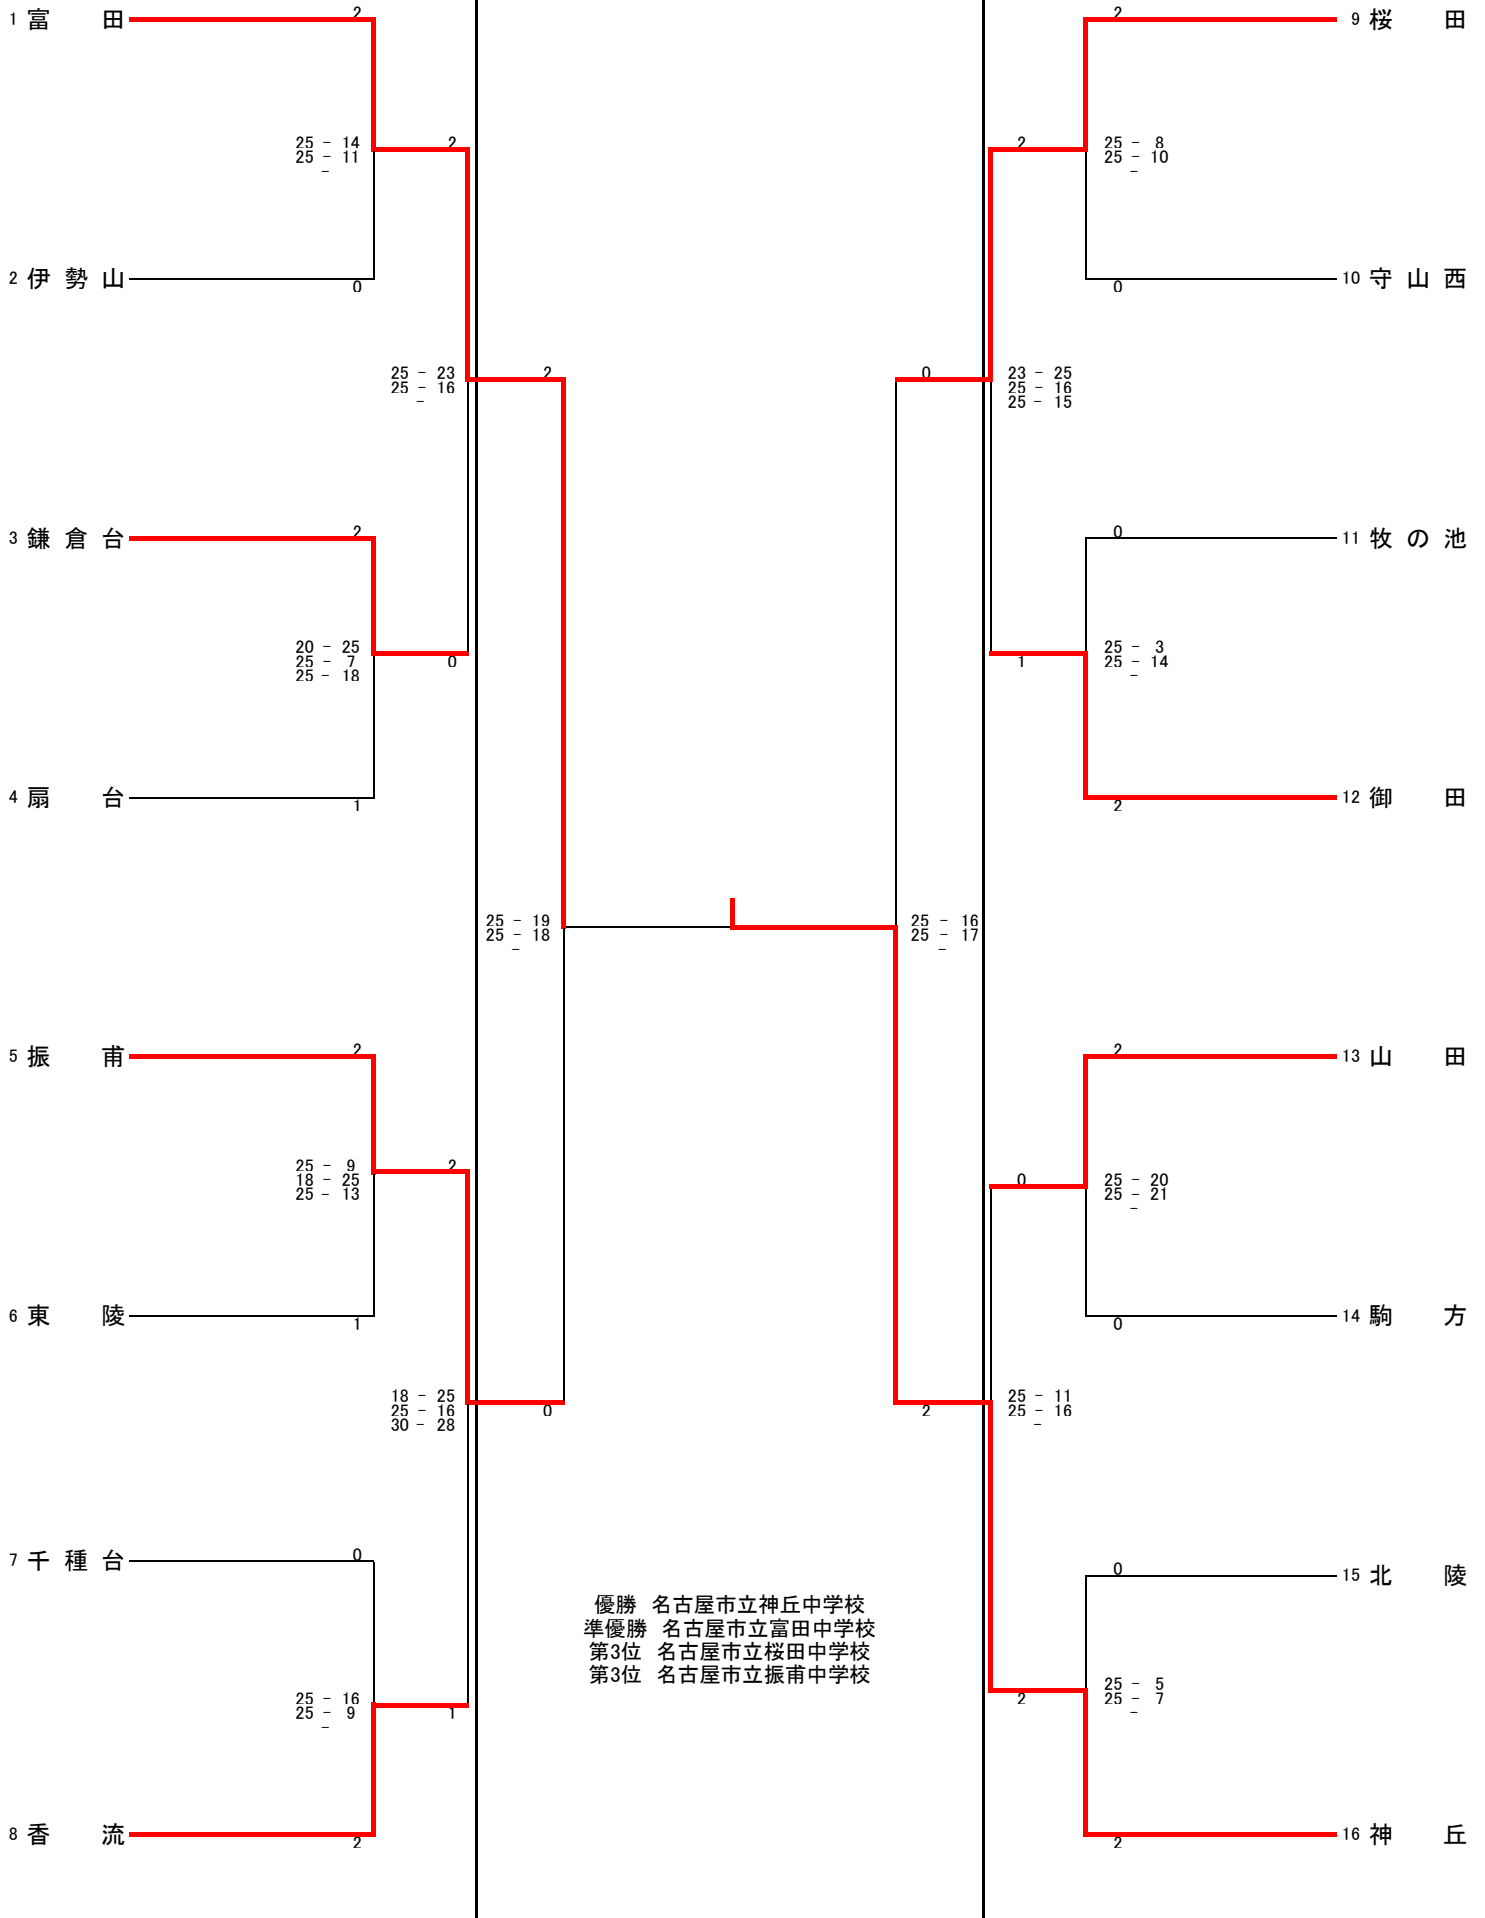 1 富 田
2
25 - 14
25 - 11
-
2
2 伊 勢 山
0
25 - 23
25 - 16
-
2
3 鎌 倉 台
2
20 - 25
25 - 7
25 - 18
0
4 扇 台
1
25 - 19
25 - 18
-
5 振 甫
2
25 - 9
18 - 25
25 - 13
2
6 東 陵
1
18 - 25
25 - 16
30 - 28
0
7 千 種 台
0
25 - 16
25 - 9
-
1
8 香 流
2
優勝 名古屋市立神丘中学校
準優勝 名古屋市立富田中学校
第3位 名古屋市立桜田中学校
第3位 名古屋市立振甫中学校
2
9 桜 田
2
25 - 8
25 - 10
-
0
10 守 山 西
0
23 - 25
25 - 16
25 - 15
0
11 牧 の 池
1
25 - 3
25 - 14
-
2
12 御 田
25 - 16
25 - 17
-
2
13 山 田
0
25 - 20
25 - 21
-
0
14 駒 方
2
25 - 11
25 - 16
-
0
15 北 陵
2
25 - 5
25 - 7
-
2
16 神 丘